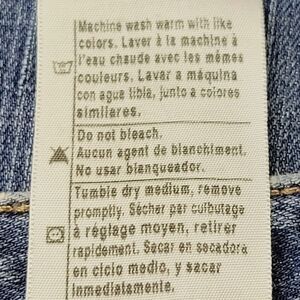 Machine wash warm with like
colors. Laver à la machine à
l'eau chaude avec les mêmes
couleurs. Lavar a máquina
con agua tibia, junto a colores
similares.
Do not bleach.
Aucun agent de blanchiment.
No usar blanqueador.
Tumble dry medium, remove
promptly. Sécher par culbutage
à réglage moyen, retirer
rapidement. Sacar en secadora
en ciclo medio, y sacar
inmediatamente.